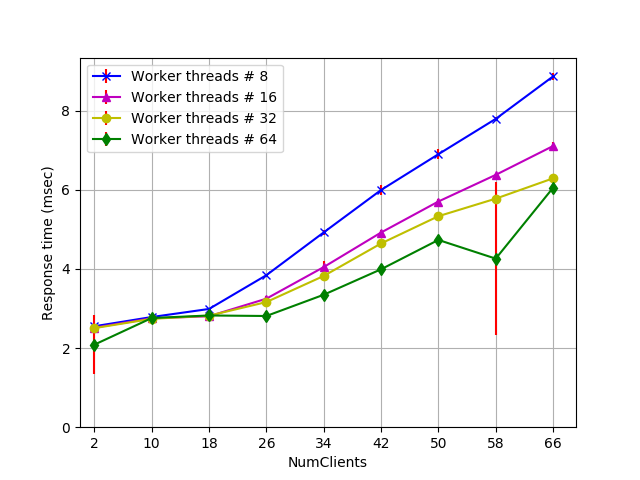 Worker threads # 8
Worker threads # 16
Worker threads # 32
Worker threads # 64
Response time (msec)
8
6
4
2
0
2 10 18 26 34 42 50 58 66
NumClients